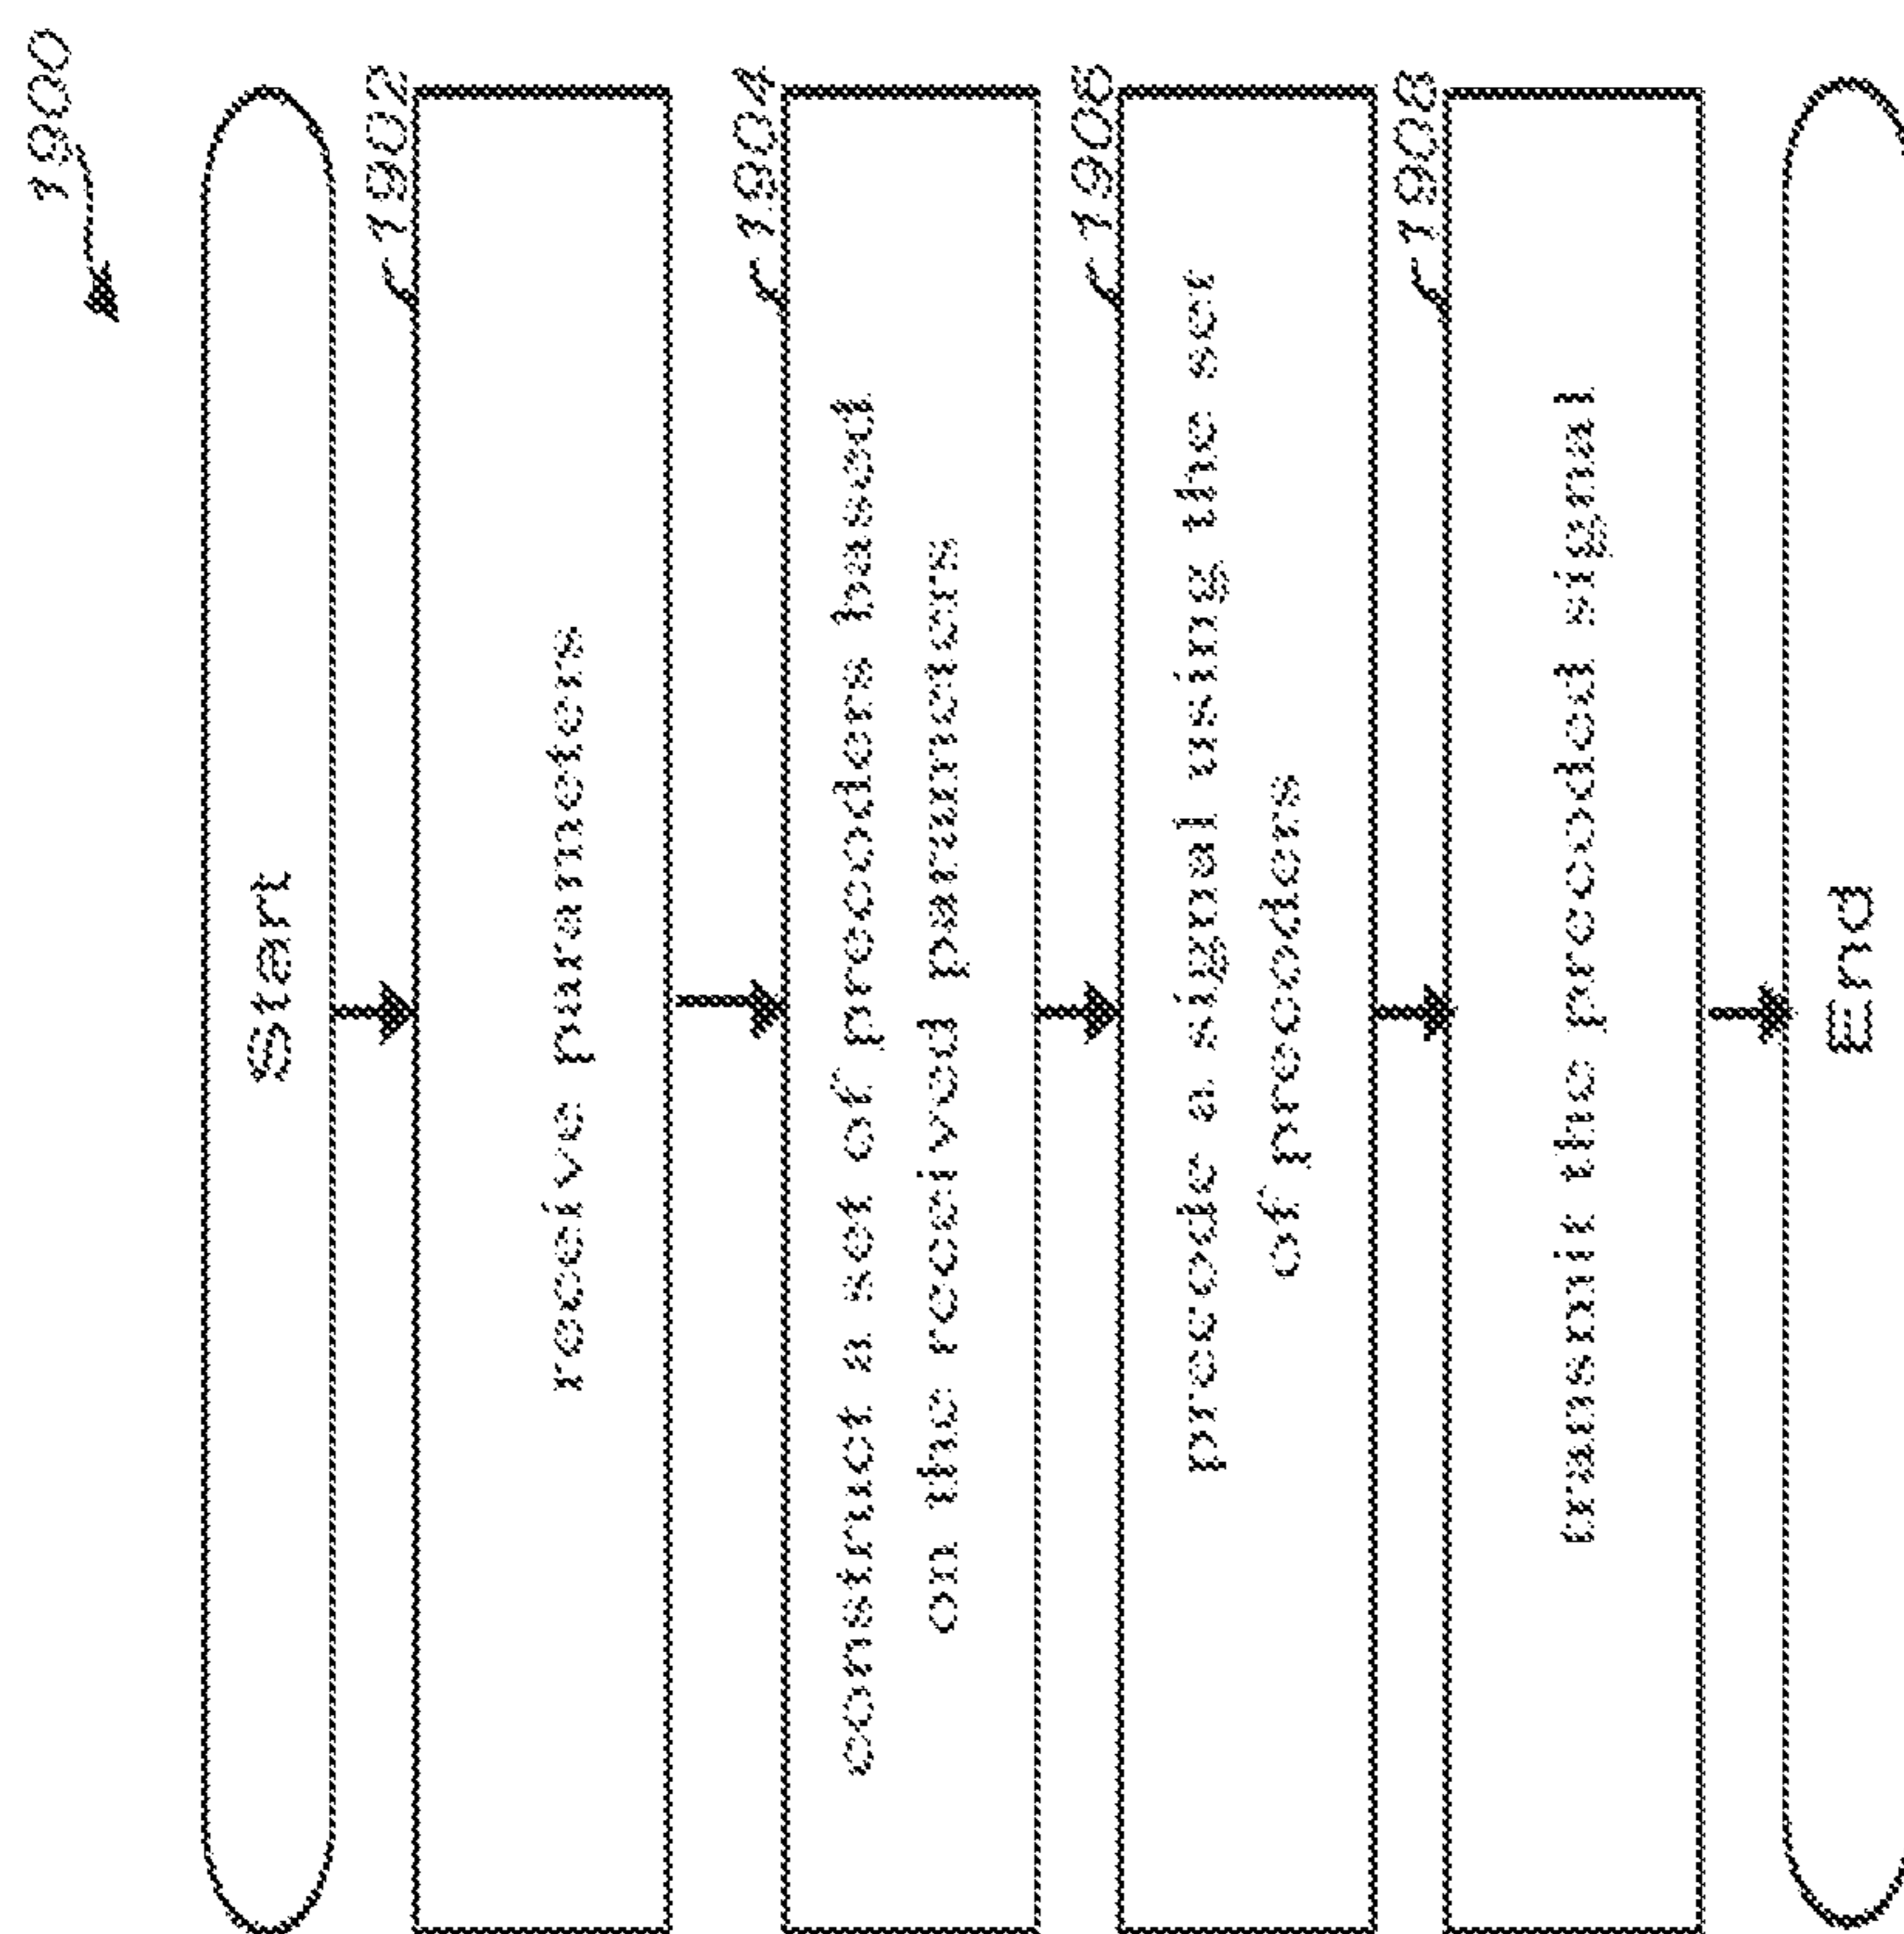 1900
Start
1902
receive parameters
1904
construct a set of precoders based
on the received parameters
1906
precode a signal using the set
of precoders
1908
transmit the precoded signal
End